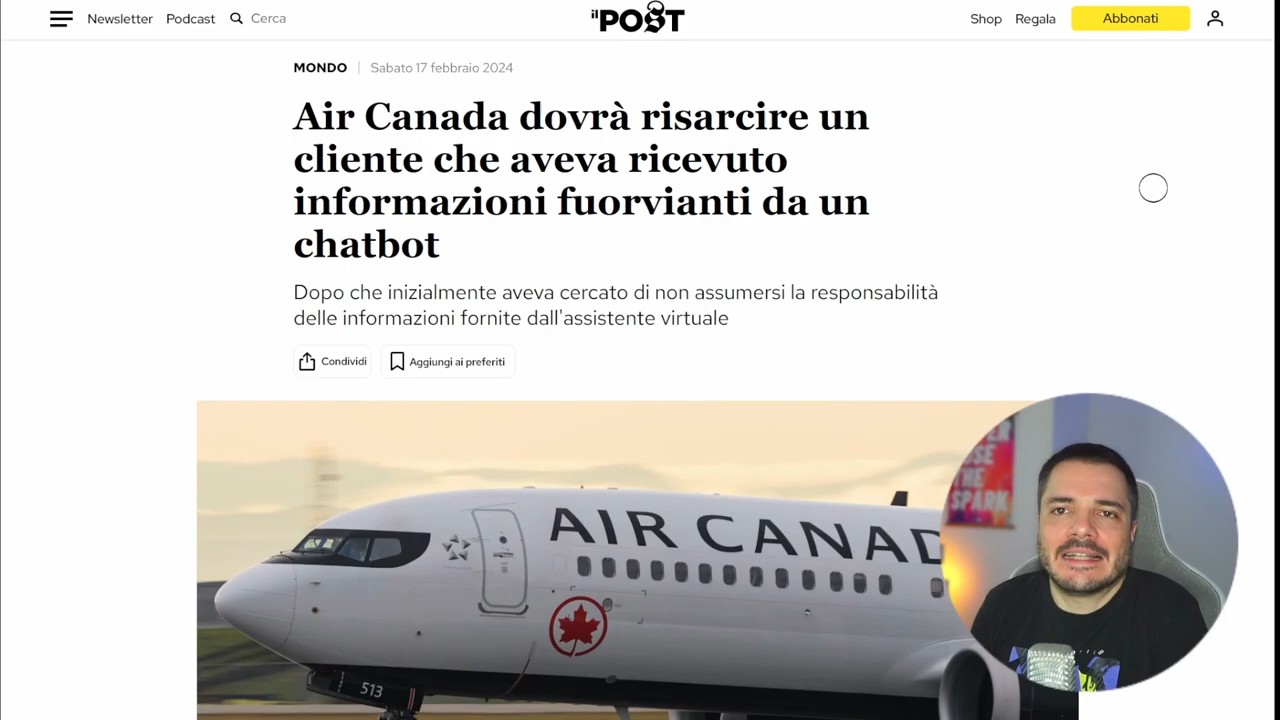 Newsletter Podcast Cerca
il POST
Shop Regala Abbonati
MONDO | Sabato 17 febbraio 2024
Air Canada dovrà risarcire un
cliente che aveva ricevuto
informazioni fuorvianti da un
chatbot
Dopo che inizialmente aveva cercato di non assumersi la responsabilità
delle informazioni fornite dall'assistente virtuale
Condividi Aggiungi ai preferiti
AIR CANAD
513
THE
SPARK